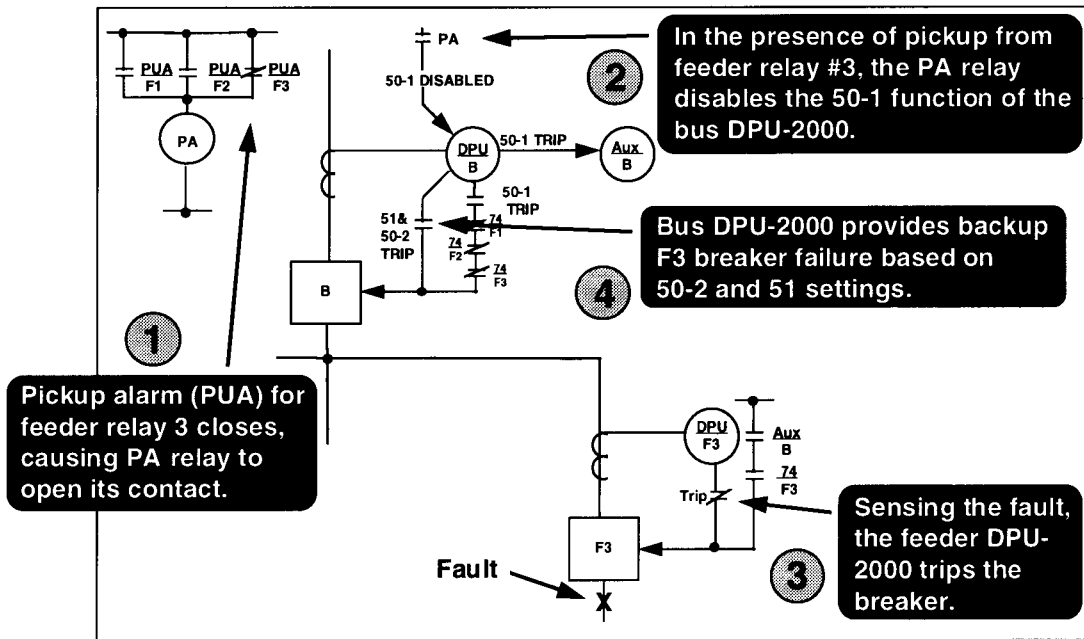 PUA
F1
PUA
F2
PUA
F3
PA
PA
50-1 DISABLED
2
In the presence of pickup from
feeder relay #3, the PA relay
disables the 50-1 function of the
bus DPU-2000.
DPU
B
50-1 TRIP
Aux
B
50-1
TRIP
51&
50-2
TRIP
74
F1
74
F2
74
F3
B
4
Bus DPU-2000 provides backup
F3 breaker failure based on
50-2 and 51 settings.
1
Pickup alarm (PUA) for
feeder relay 3 closes,
causing PA relay to
open its contact.
DPU
F3
Aux
B
74
F3
Trip
F3
Fault
X
3
Sensing the fault,
the feeder DPU-
2000 trips the
breaker.